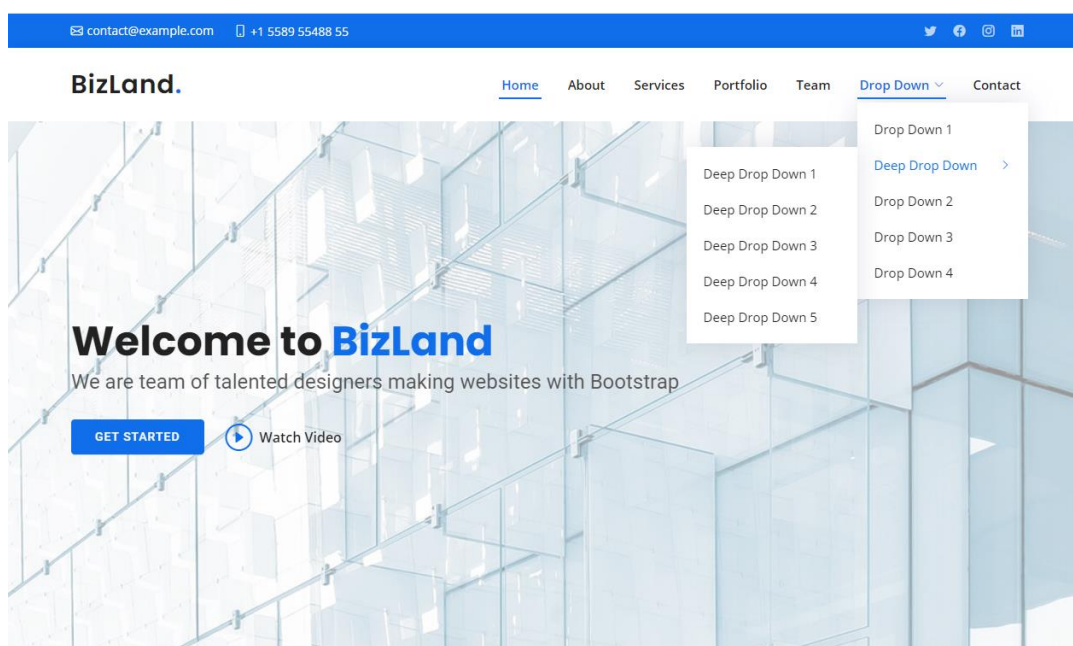 contact@example.com +1 5589 55488 55
BizLand.
Home About Services Portfolio Team Drop Down Contact
Drop Down 1
Deep Drop Down
Drop Down 2
Drop Down 3
Drop Down 4
Deep Drop Down 1
Deep Drop Down 2
Deep Drop Down 3
Deep Drop Down 4
Deep Drop Down 5
Welcome to BizLand
We are team of talented designers making websites with Bootstrap
GET STARTED Watch Video